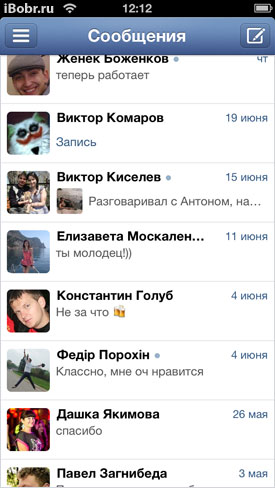 iBobr.ru 12:12
Сообщения
Женек Боженков чт
теперь работает
Виктор Комаров 19 июня
Запись
Виктор Киселев 15 июня
Разговаривал с Антоном, на...
Елизавета Москален... 11 июня
ты молодец!))
Константин Голуб 4 июня
Не за что 🍻
Федір Порохін 4 июня
Классно, мне оч нравится
Дашка Якимова 26 мая
спасибо
Павел Загнибеда 3 мая